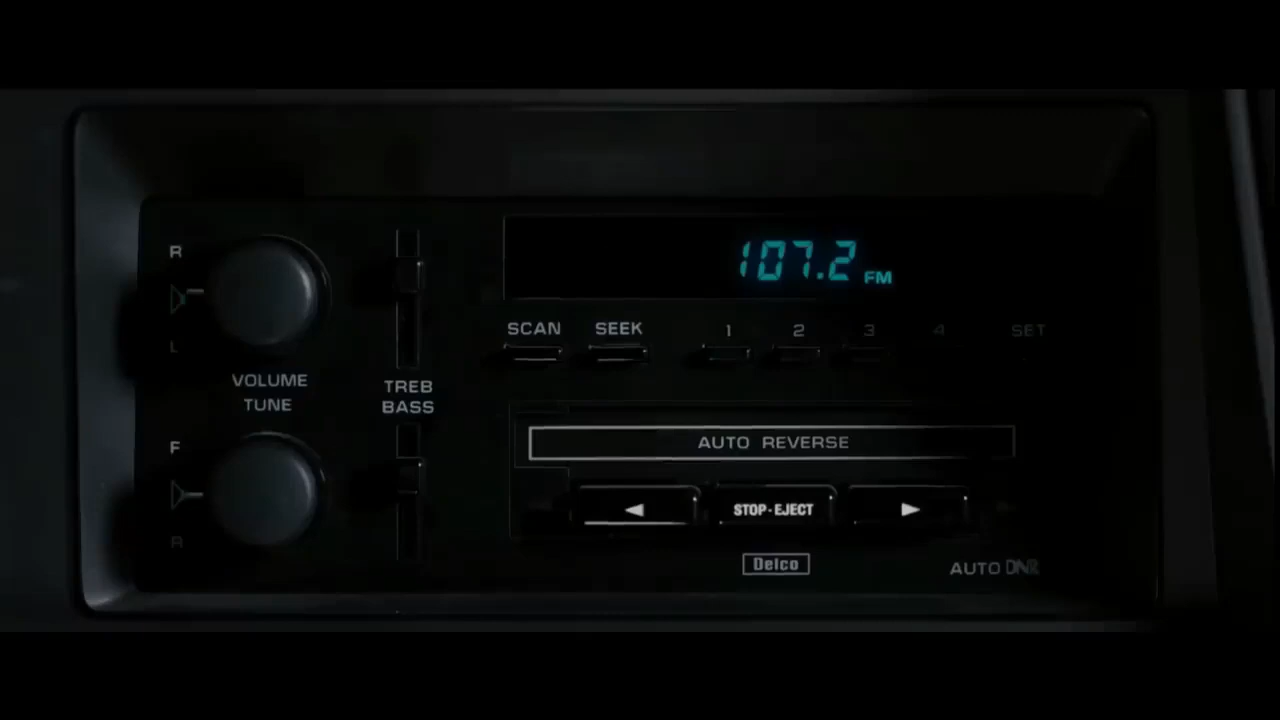 R
L
VOLUME
TUNE
F
R
TREB
BASS
107.2 FM
SCAN SEEK 1 2 3 4 SET
AUTO REVERSE
STOP·EJECT
Delco
AUTO DNR